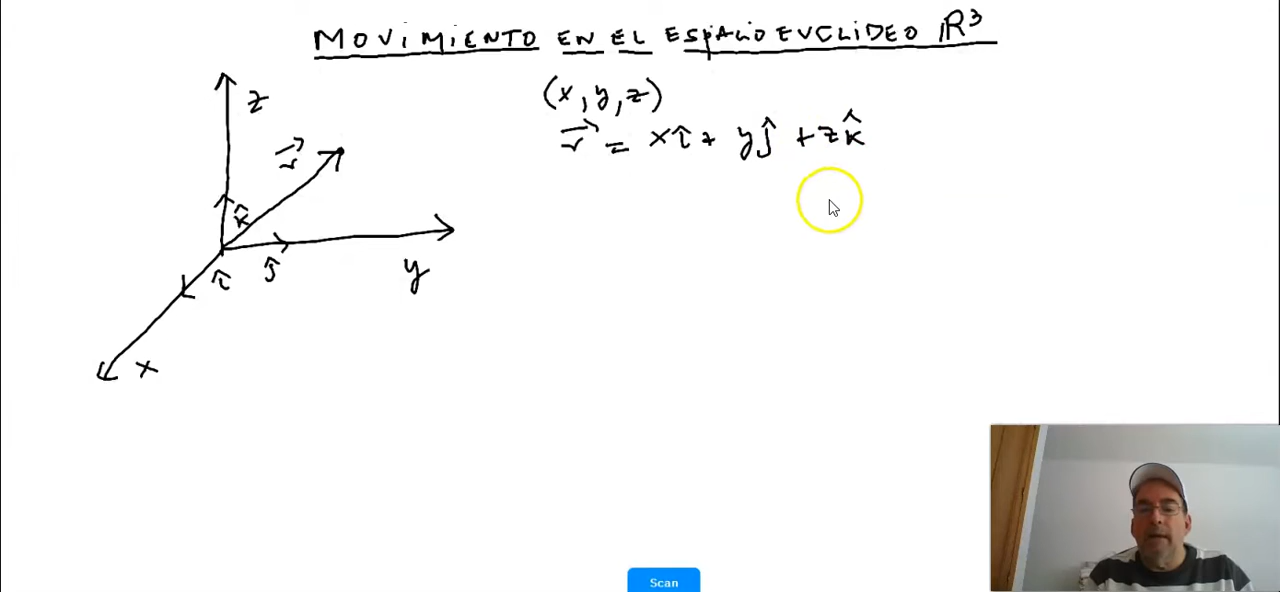 MOVIMIENTO EN EL ESPACIO EUCLIDEO ℝ³
z
(x, y, z)
r⃗ = x î + y ĵ + z k̂
r⃗
k̂
î
ĵ
y
x
Scan